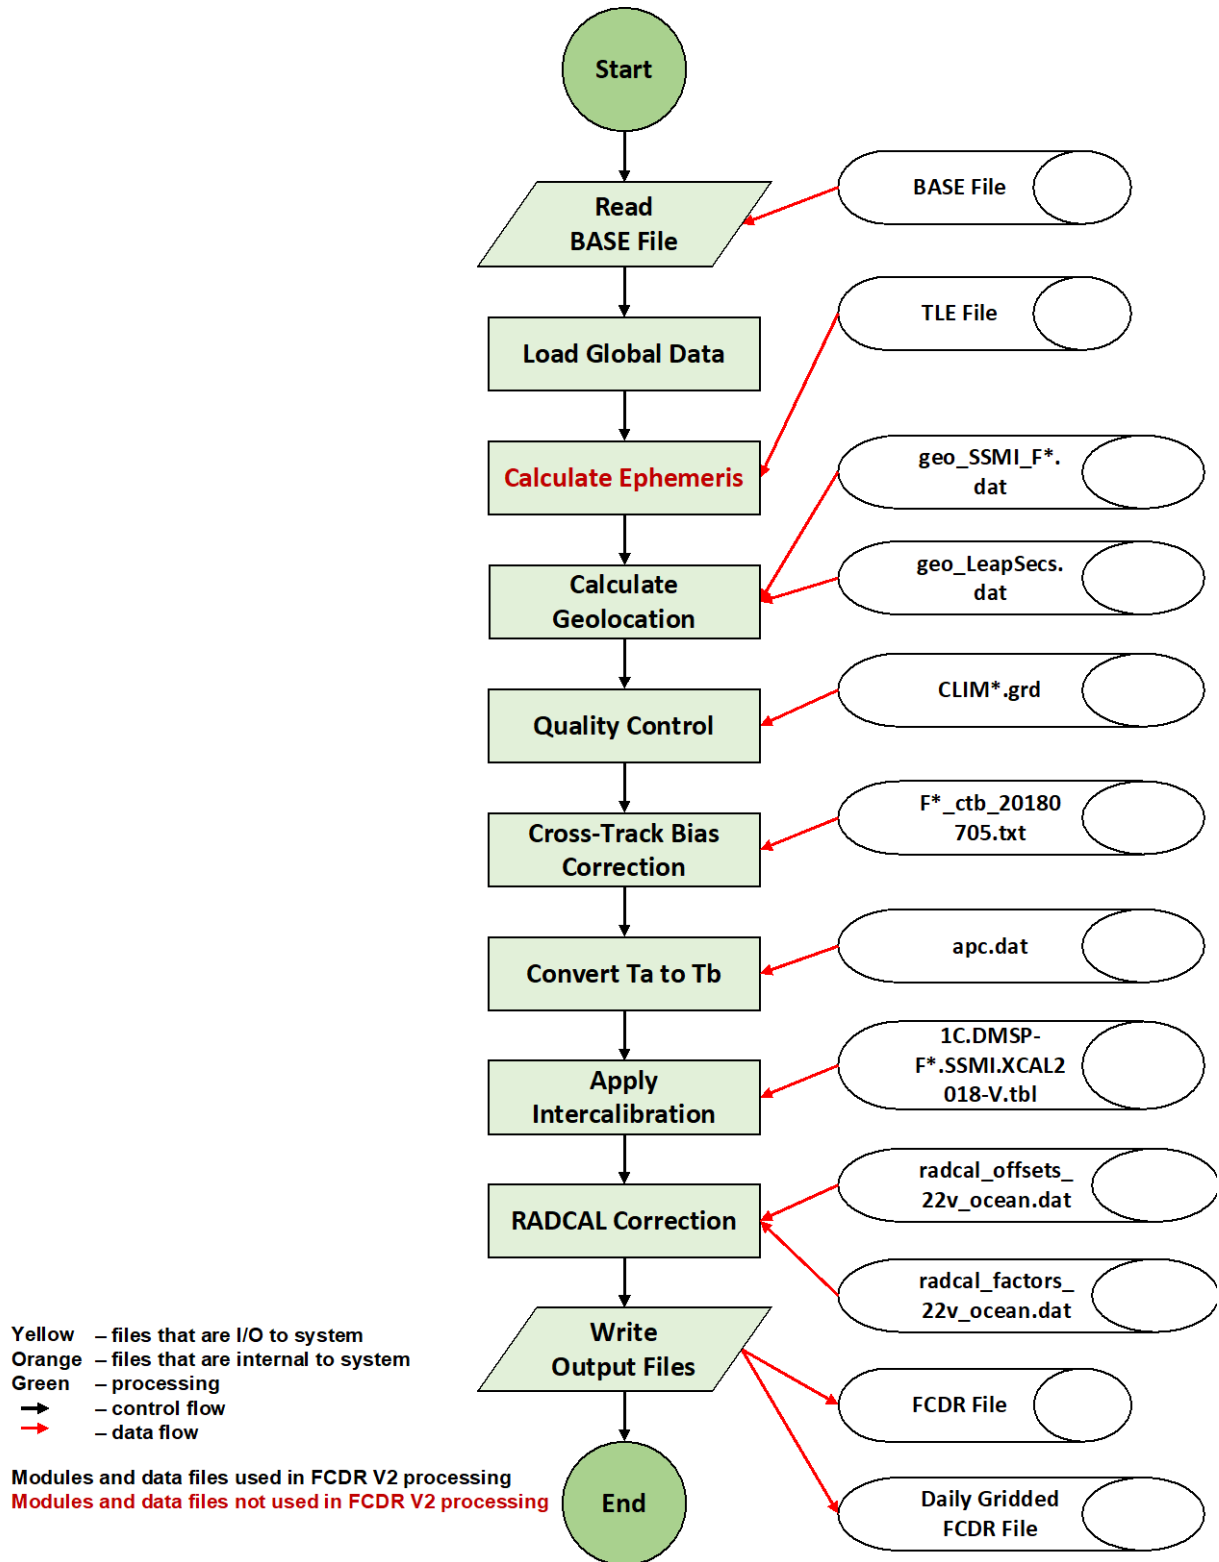 Start
Read
BASE File
BASE File
Load Global Data
TLE File
Calculate Ephemeris
geo_SSMI_F*.
dat
Calculate
Geolocation
geo_LeapSecs.
dat
Quality Control
CLIM*.grd
Cross-Track Bias
Correction
F*_ctb_20180
705.txt
Convert Ta to Tb
apc.dat
Apply
Intercalibration
1C.DMSP-
F*.SSMI.XCAL2
018-V.tbl
RADCAL Correction
radcal_offsets_
22v_ocean.dat
radcal_factors_
22v_ocean.dat
Write
Output Files
FCDR File
Daily Gridded
FCDR File
End
Yellow – files that are I/O to system
Orange – files that are internal to system
Green – processing
– control flow
– data flow
Modules and data files used in FCDR V2 processing
Modules and data files not used in FCDR V2 processing